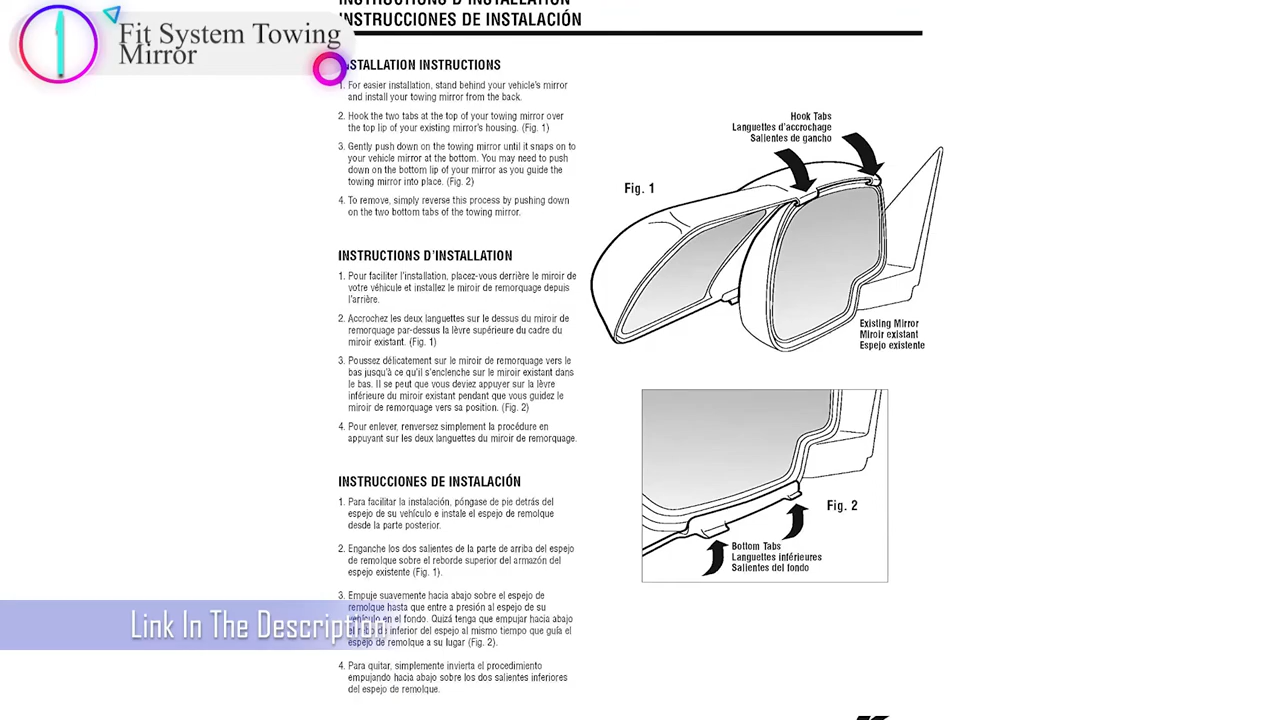 Fit System Towing
Mirror
INSTRUCTIONS D'INSTALLATION
INSTRUCCIONES DE INSTALACIÓN
INSTALLATION INSTRUCTIONS
1. For easier installation, stand behind your vehicle's mirror
and install your towing mirror from the back.
2. Hook the two tabs at the top of your towing mirror over
the top lip of your existing mirror's housing. (Fig. 1)
3. Gently push down on the towing mirror until it snaps on to
your vehicle mirror at the bottom. You may need to push
down on the bottom lip of your mirror as you guide the
towing mirror into place. (Fig. 2)
4. To remove, simply reverse this process by pushing down
on the two bottom tabs of the towing mirror.
INSTRUCTIONS D'INSTALLATION
1. Pour faciliter l'installation, placez-vous derrière le miroir de
votre véhicule et installez le miroir de remorquage depuis
l'arrière.
2. Accrochez les deux languettes sur le dessus du miroir de
remorquage par-dessus la lèvre supérieure du cadre du
miroir existant. (Fig. 1)
3. Poussez délicatement sur le miroir de remorquage vers le
bas jusqu'à ce qu'il s'enclenche sur le miroir existant dans
le bas. Il se peut que vous deviez appuyer sur la lèvre
inférieure du miroir existant pendant que vous guidez le
miroir de remorquage vers sa position. (Fig. 2)
4. Pour enlever, renversez simplement la procédure en
appuyant sur les deux languettes du miroir de remorquage.
INSTRUCCIONES DE INSTALACIÓN
1. Para facilitar la instalación, póngase de pie detrás del
espejo de su vehículo e instale el espejo de remolque
desde la parte posterior.
2. Enganche los dos salientes de la parte de arriba del espejo
de remolque sobre el reborde superior del armazón del
espejo existente (Fig. 1).
3. Empuje suavemente hacia abajo sobre el espejo de
remolque hasta que entre a presión al espejo de su
vehículo en el fondo. Quizá tenga que empujar hacia abajo
inferior del espejo al mismo tiempo que guía el
espejo de remolque a su lugar (Fig. 2).
4. Para quitar, simplemente invierta el procedimiento
empujando hacia abajo sobre los dos salientes inferiores
del espejo de remolque.
Hook Tabs
Languettes d'accrochage
Salientes de gancho
Fig. 1
Existing Mirror
Miroir existant
Espejo existente
Fig. 2
Bottom Tabs
Languettes inférieures
Salientes del fondo
Link In The Description